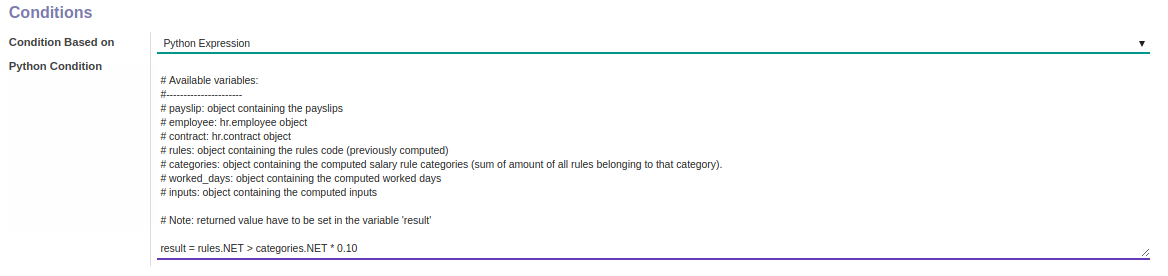 Conditions
Condition Based on
Python Expression
Python Condition
# Available variables:
#----------------------
# payslip: object containing the payslips
# employee: hr.employee object
# contract: hr.contract object
# rules: object containing the rules code (previously computed)
# categories: object containing the computed salary rule categories (sum of amount of all rules belonging to that category).
# worked_days: object containing the computed worked days
# inputs: object containing the computed inputs
# Note: returned value have to be set in the variable 'result'
result = rules.NET > categories.NET * 0.10